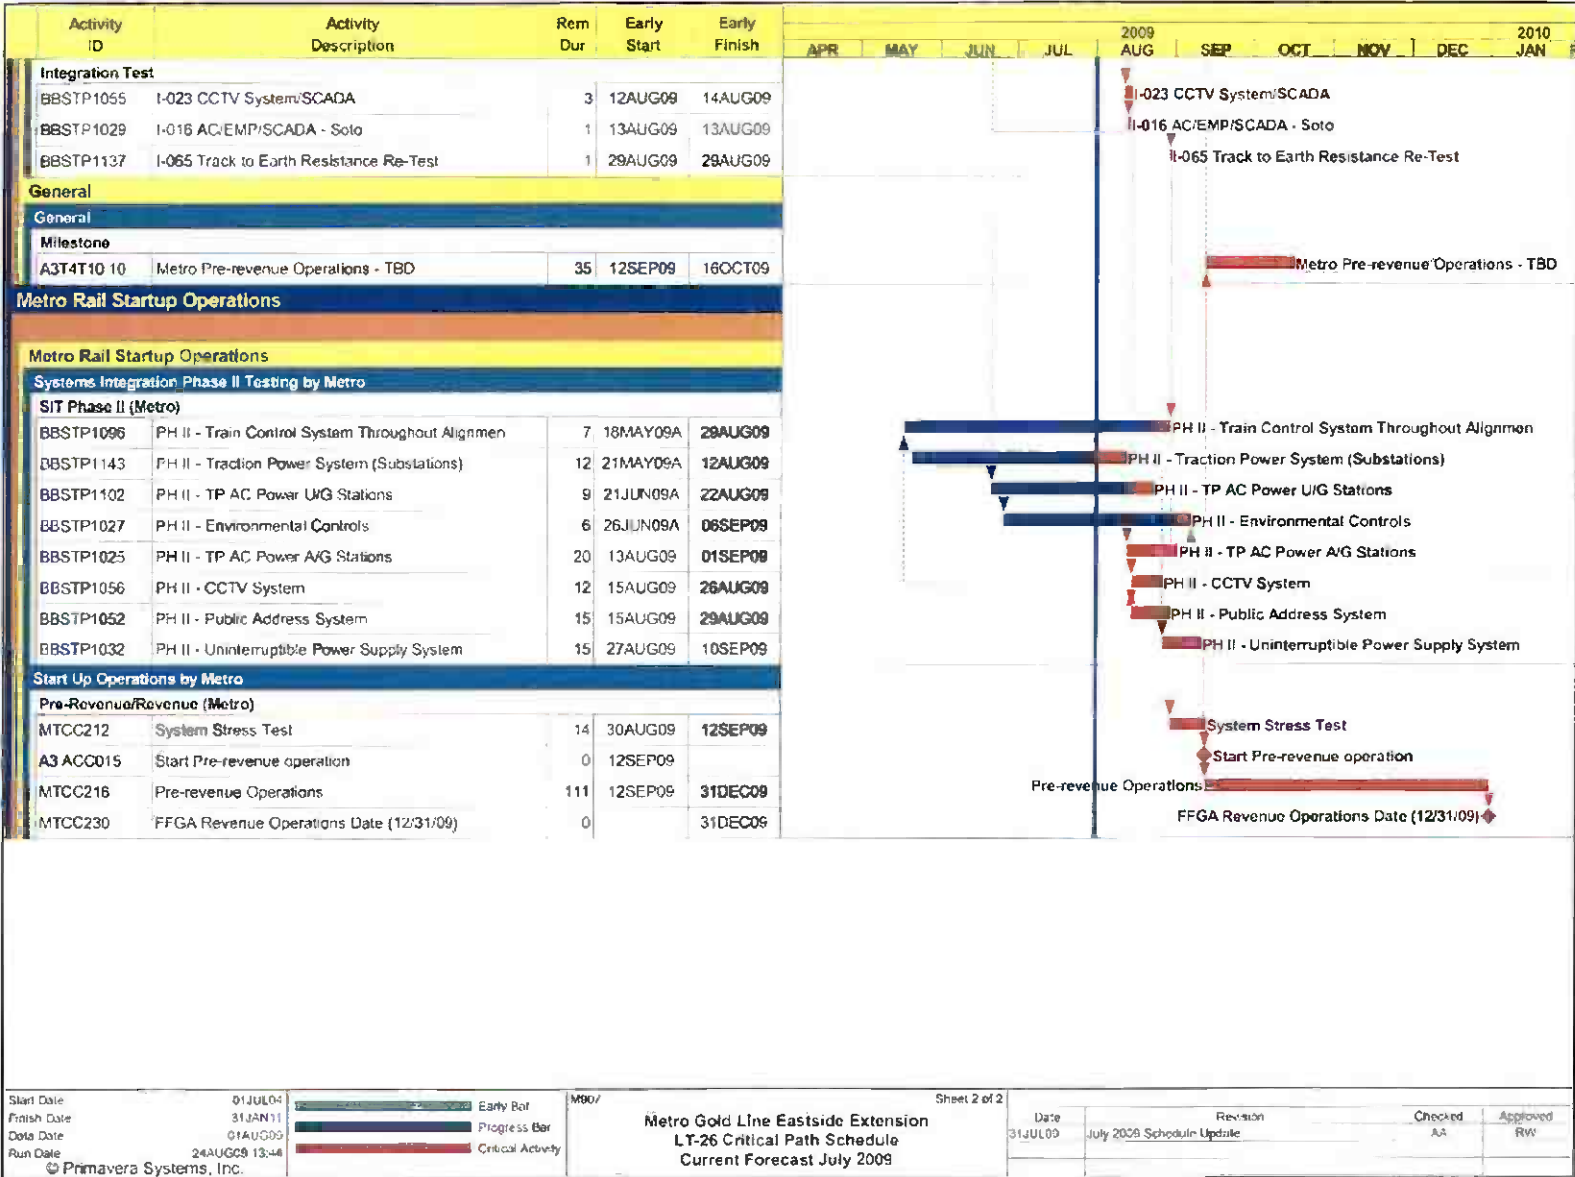 Activity ID Activity Description Rem Dur Early Start Early Finish
2009 2010
APR MAY JUN JUL AUG SEP OCT NOV DEC JAN
Integration Test
BBSTP1055 I-023 CCTV System/SCADA 3 12AUG09 14AUG09 I-023 CCTV System/SCADA
BBSTP1029 I-016 AC/EMP/SCADA - Soto 1 13AUG09 13AUG09 I-016 AC/EMP/SCADA - Soto
BBSTP1137 I-065 Track to Earth Resistance Re-Test 1 29AUG09 29AUG09 I-065 Track to Earth Resistance Re-Test
General
General
Milestone
A3T4T10 10 Metro Pre-revenue Operations - TBD 35 12SEP09 16OCT09 Metro Pre-revenue Operations - TBD
Metro Rail Startup Operations
Metro Rail Startup Operations
Systems Integration Phase II Testing by Metro
SIT Phase II (Metro)
BBSTP1096 PH II - Train Control System Throughout Alignmen 7 18MAY09A 29AUG09 PH II - Train Control System Throughout Alignmen
BBSTP1143 PH II - Traction Power System (Substations) 12 21MAY09A 12AUG09 PH II - Traction Power System (Substations)
BBSTP1102 PH II - TP AC Power U/G Stations 9 21JUN09A 22AUG09 PH II - TP AC Power U/G Stations
BBSTP1027 PH II - Environmental Controls 6 26JUN09A 06SEP09 PH II - Environmental Controls
BBSTP1025 PH II - TP AC Power A/G Stations 20 13AUG09 01SEP09 PH II - TP AC Power A/G Stations
BBSTP1056 PH II - CCTV System 12 15AUG09 26AUG09 PH II - CCTV System
BBSTP1052 PH II - Public Address System 15 15AUG09 29AUG09 PH II - Public Address System
BBSTP1032 PH II - Uninterruptible Power Supply System 15 27AUG09 10SEP09 PH II - Uninterruptible Power Supply System
Start Up Operations by Metro
Pre-Revenue/Revenue (Metro)
MTCC212 System Stress Test 14 30AUG09 12SEP09 System Stress Test
A3 ACC015 Start Pre-revenue operation 0 12SEP09 Start Pre-revenue operation
MTCC216 Pre-revenue Operations 111 12SEP09 31DEC09 Pre-revenue Operations
MTCC230 FFGA Revenue Operations Date (12/31/09) 0 31DEC09 FFGA Revenue Operations Date (12/31/09)
Start Date 01JUL04
Finish Date 31JAN11
Data Date 01AUG09
Run Date 24AUG09 13:44
© Primavera Systems, Inc.
Early Bar
Progress Bar
Critical Activity
M807 Sheet 2 of 2
Metro Gold Line Eastside Extension
LT-26 Critical Path Schedule
Current Forecast July 2009
Date Revision Checked Approved
31JUL09 July 2009 Schedule Update AA RW